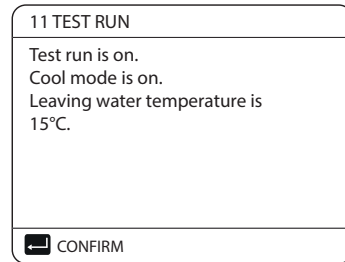 11 TEST RUN
Test run is on.
Cool mode is on.
Leaving water temperature is
15°C.
CONFIRM